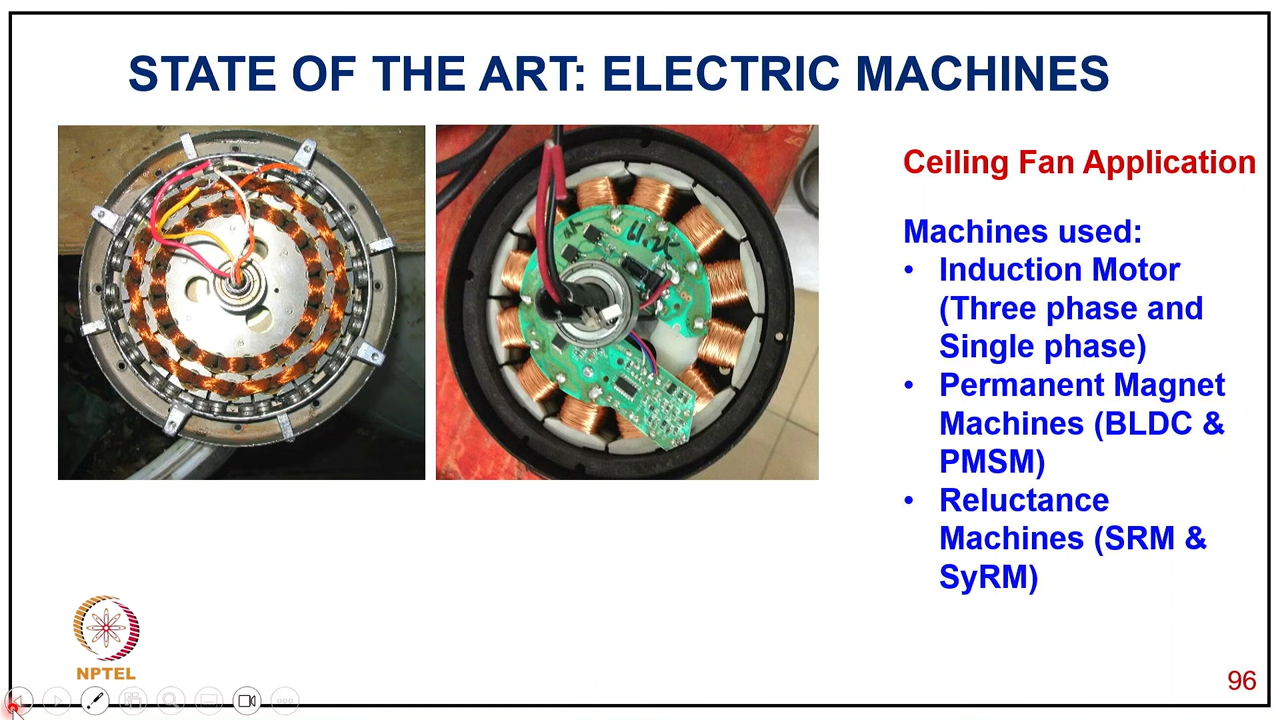 STATE OF THE ART: ELECTRIC MACHINES
Ceiling Fan Application
Machines used:
• Induction Motor
(Three phase and
Single phase)
• Permanent Magnet
Machines (BLDC &
PMSM)
• Reluctance
Machines (SRM &
SyRM)
NPTEL
96